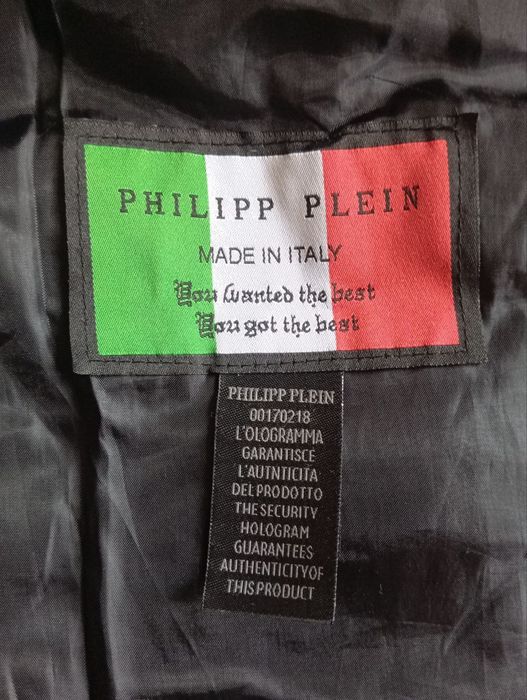 PHILIPP PLEIN
MADE IN ITALY
You wanted the best
You got the best
PHILIPP PLEIN
00170218
L'OLOGRAMMA
GARANTISCE
L'AUTNTICITA
DEL PRODOTTO
THE SECURITY
HOLOGRAM
GUARANTEES
AUTHENTICITYOF
THIS PRODUCT